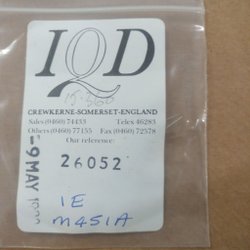 IQD
CREWKERNE-SOMERSET-ENGLAND
Sales (0460) 74433 Telex 46283
Others (0460) 77155 Fax (0460) 72578
Our reference:
26052
-9 MAY
1E
M451A